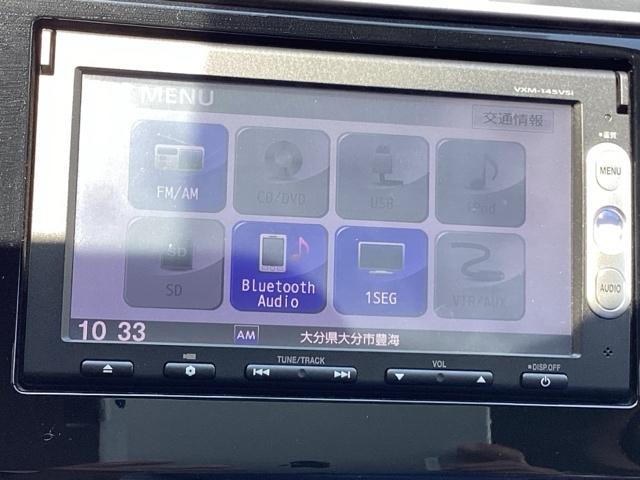 VXM-145VSi
MENU
交通情報
画質
FM/AM
CD/DVD
USB
iPod
MENU
SD
SD
Bluetooth
Audio
1SEG
VTR/AUX
AUDIO
10 33
AM
大分県大分市豊海
TUNE/TRACK
VOL
DISP.OFF